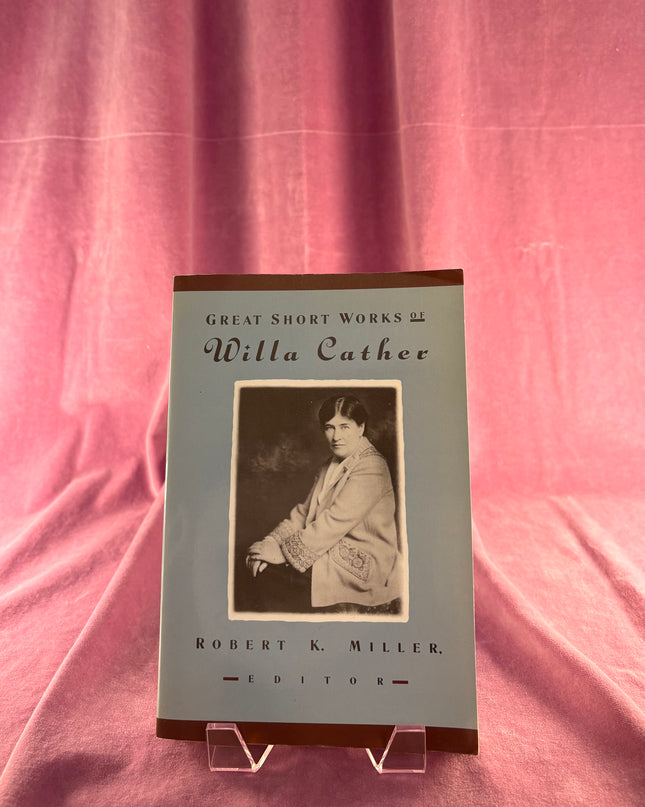 GREAT SHORT WORKS OF
Willa Cather
ROBERT K. MILLER,
EDITOR